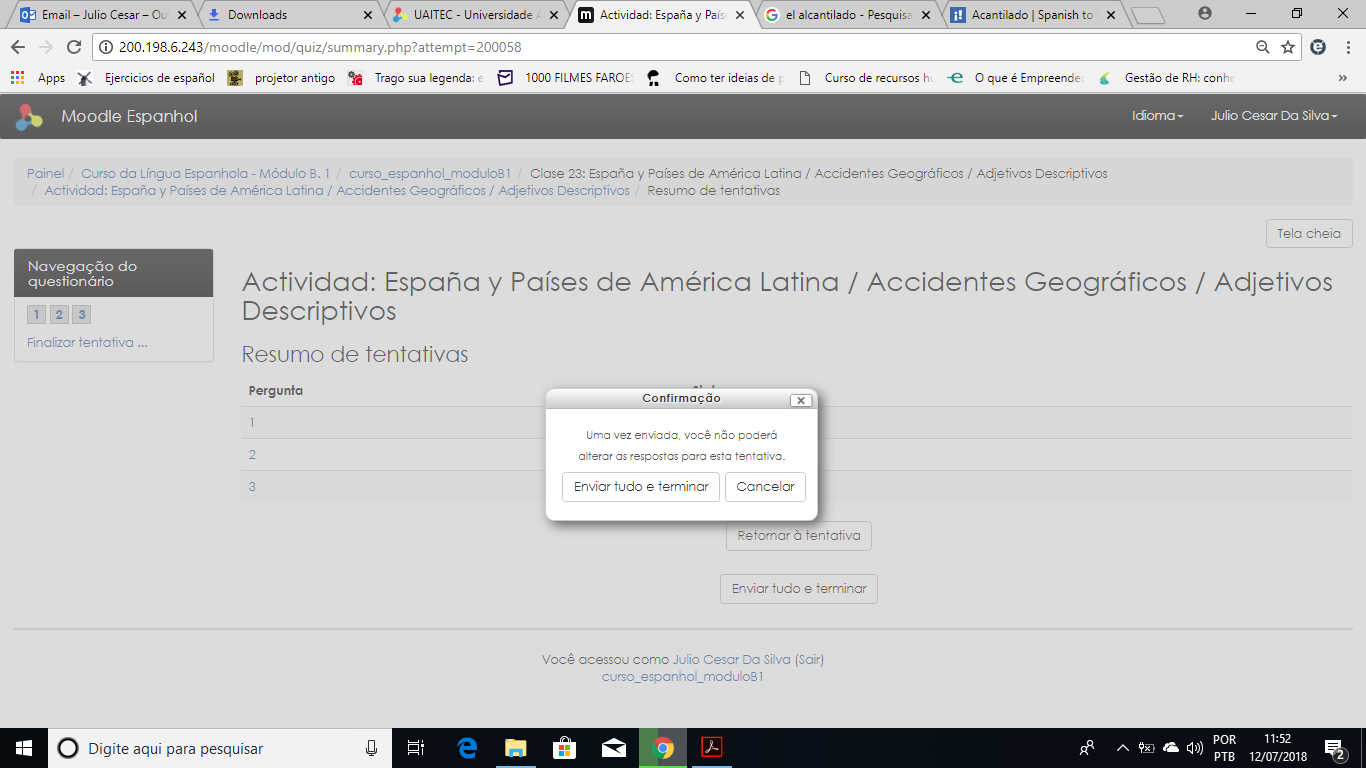 Email – Julio Cesar – Ou
Downloads
UAITEC - Universidade A
Actividad: España y País
el alcantilado - Pesquisa
Acantilado | Spanish to
200.198.6.243/moodle/mod/quiz/summary.php?attempt=200058
Apps
Ejercicios de español
projetor antigo
Trago sua legenda: e
1000 FILMES FAROES
Como ter ideias de p
Curso de recursos hu
O que é Empreende
Gestão de RH: conhe
Moodle Espanhol
Idioma
Julio Cesar Da Silva
Painel / Curso da Língua Espanhola - Módulo B. 1 / curso_espanhol_moduloB1 / Clase 23: España y Países de América Latina / Accidentes Geográficos / Adjetivos Descriptivos
/ Actividad: España y Países de América Latina / Accidentes Geográficos / Adjetivos Descriptivos / Resumo de tentativas
Tela cheia
Navegação do
questionário
1 2 3
Finalizar tentativa ...
Actividad: España y Países de América Latina / Accidentes Geográficos / Adjetivos
Descriptivos
Resumo de tentativas
Pergunta
1
2
3
Confirmação
Uma vez enviada, você não poderá
alterar as respostas para esta tentativa.
Enviar tudo e terminar
Cancelar
Retornar à tentativa
Enviar tudo e terminar
Você acessou como Julio Cesar Da Silva (Sair)
curso_espanhol_moduloB1
Digite aqui para pesquisar
POR
PTB
11:52
12/07/2018
2